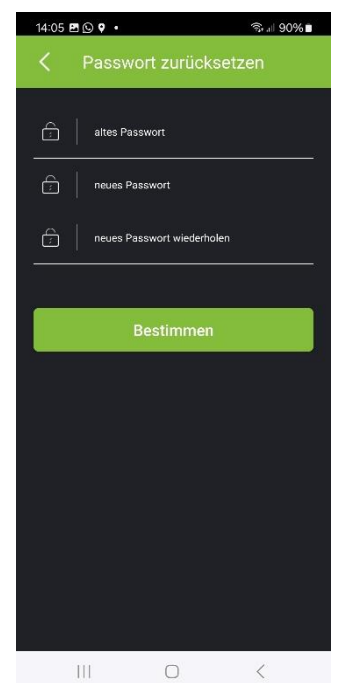 14:05 90%
Passwort zurücksetzen
altes Passwort
neues Passwort
neues Passwort wiederholen
Bestimmen